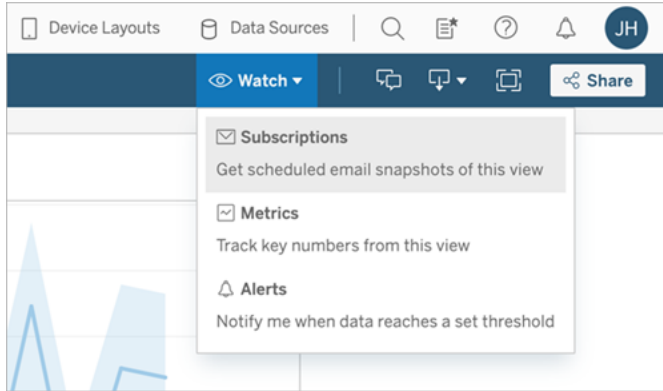 Device Layouts Data Sources JH
Watch Share
Subscriptions
Get scheduled email snapshots of this view
Metrics
Track key numbers from this view
Alerts
Notify me when data reaches a set threshold